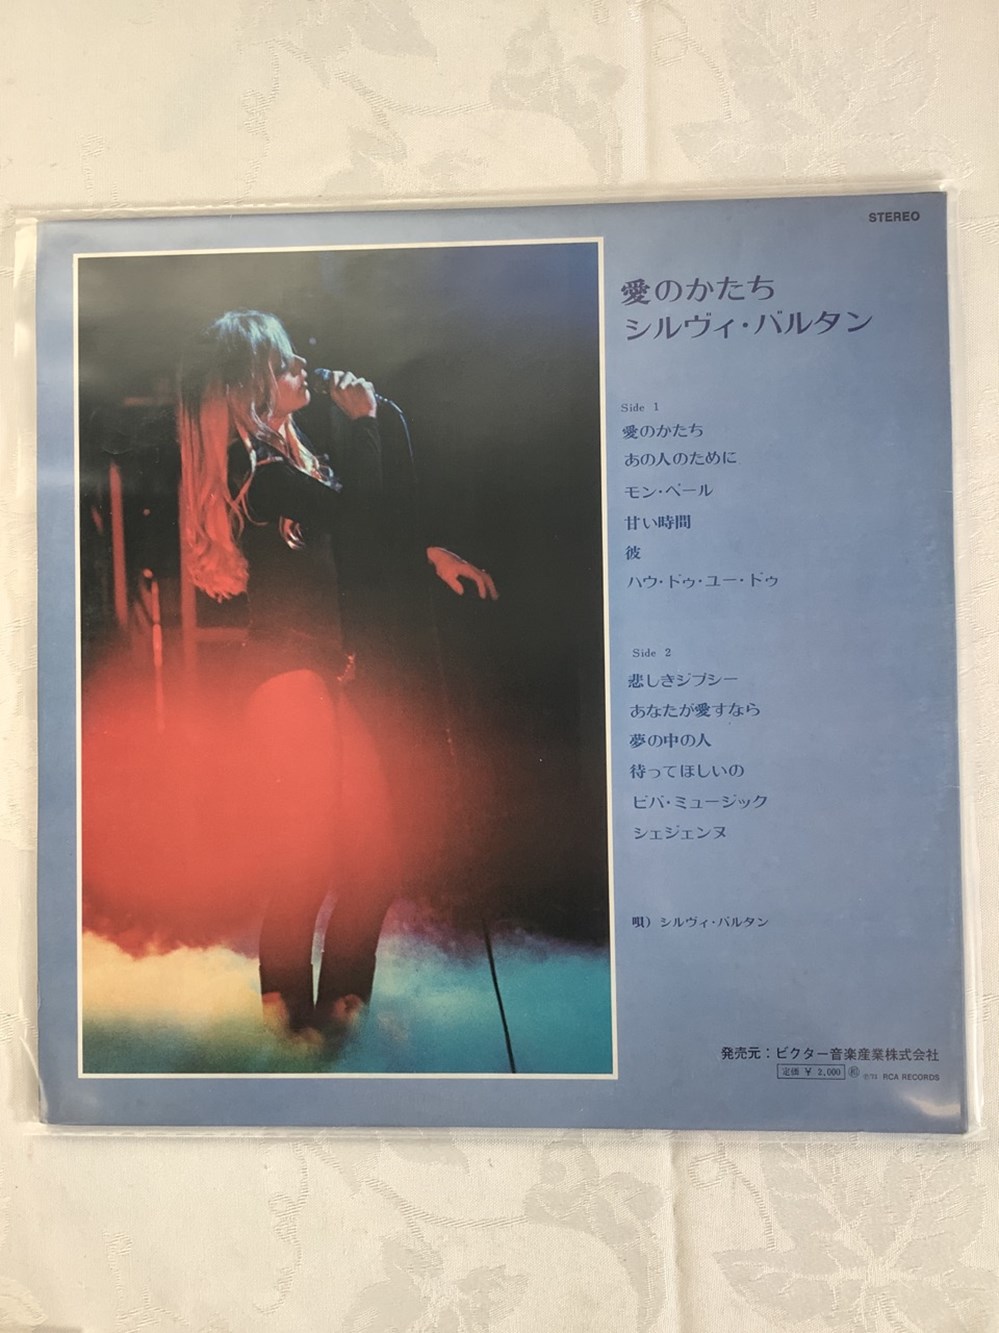 STEREO
愛のかたち
シルヴィ・バルタン
Side 1
愛のかたち
あの人のために
モン・ペール
甘い時間
彼
ハウ・ドゥ・ユー・ドゥ
Side 2
悲しきジプシー
あなたが愛すなら
夢の中の人
待ってほしいの
ビバ・ミュージック
シェジェンヌ
唄）シルヴィ・バルタン
発売元：ビクター音楽産業株式会社
定価 ¥ 2,000
RCA RECORDS